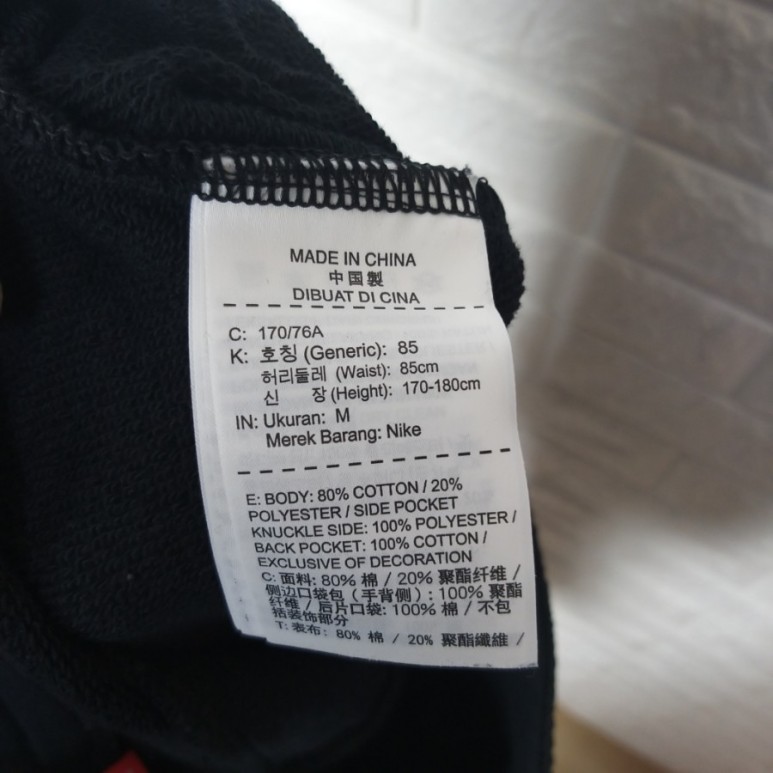 MADE IN CHINA
中国製
DIBUAT DI CINA
C: 170/76A
K: 호칭 (Generic): 85
허리둘레 (Waist): 85cm
신 장 (Height): 170-180cm
IN: Ukuran: M
Merek Barang: Nike
E: BODY: 80% COTTON / 20%
POLYESTER / SIDE POCKET
KNUCKLE SIDE: 100% POLYESTER /
BACK POCKET: 100% COTTON /
EXCLUSIVE OF DECORATION
C: 面料: 80% 棉 / 20% 聚酯纤维 /
侧边口袋包（手背侧）: 100% 聚酯
纤维 / 后片口袋: 100% 棉 / 不包
括装饰部分
T: 表布: 80% 棉 / 20% 聚酯纖維 /